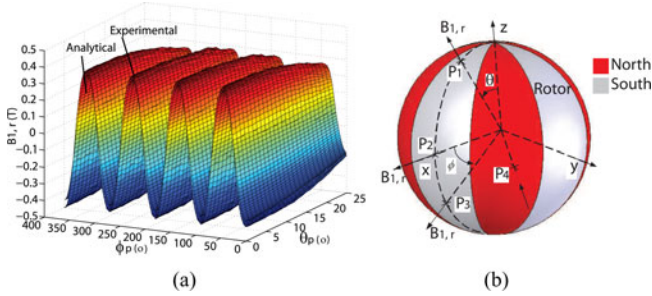 Experimental
Analytical
B1, r (T)
0.5
0.4
0.3
0.2
0.1
0
-0.1
-0.2
-0.3
-0.4
-0.5
400
350
300
250
200
150
100
50
0
ϕp(o)
0
5
10
15
20
25
θp(o)
(a)
z
B1, r
P1
θ
Rotor
North
South
P2
x
ϕ
P4
y
B1, r
P3
B1, r
(b)